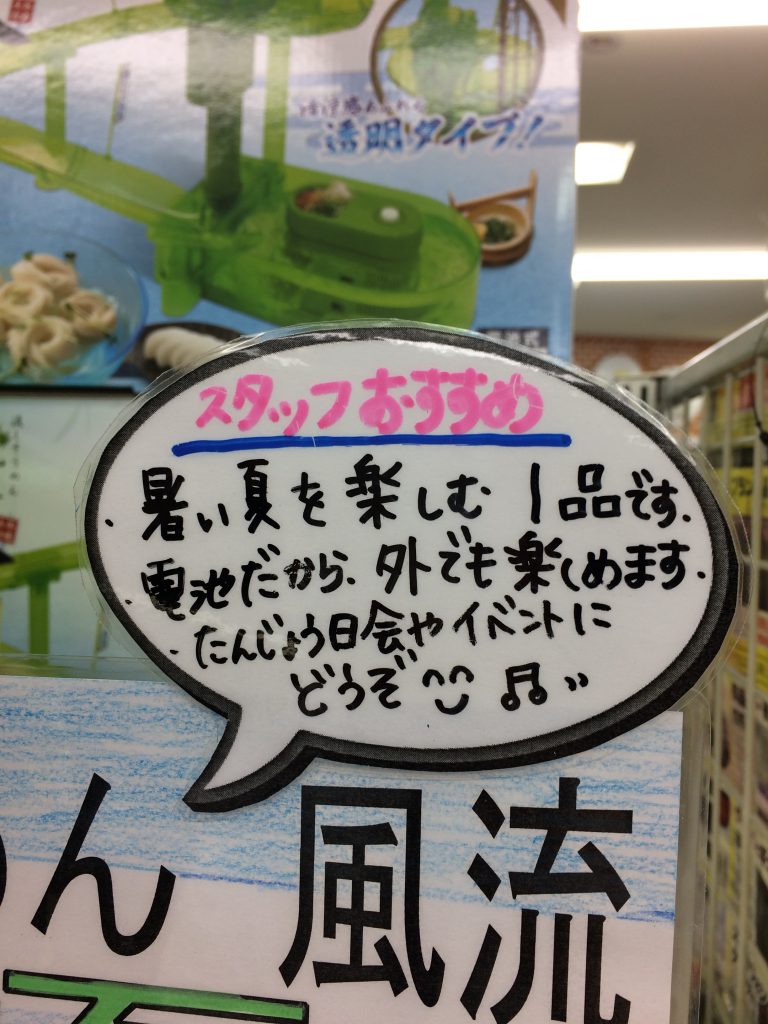 透明タイプ!!
スタッフおすすめ
・暑い夏を楽しむ1品です。
・電池だから、外でも楽しめます。
・たんじょう日会やイベントに
どうぞ
ん 風流